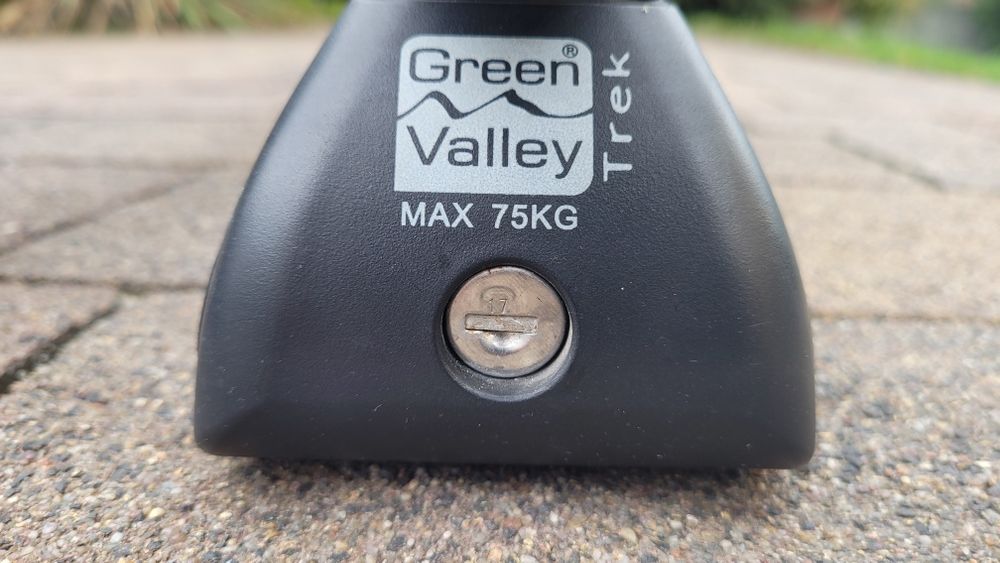 Green®
Valley
Trek
MAX 75KG
17